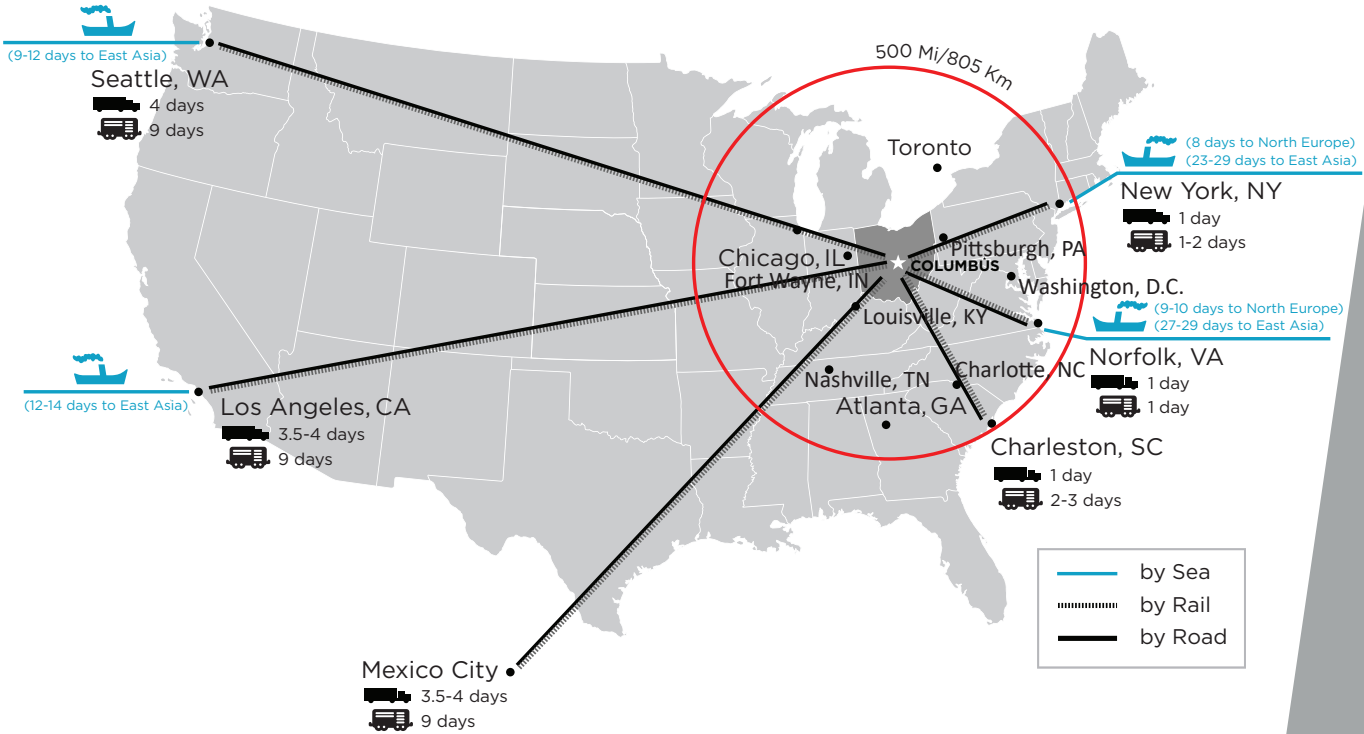 500 Mi/805 Km
(9-12 days to East Asia)
Seattle, WA
4 days
9 days
Toronto
(8 days to North Europe)
(23-29 days to East Asia)
New York, NY
1 day
1-2 days
Chicago, IL
Fort Wayne, IN
COLUMBUS
Pittsburgh, PA
Washington, D.C.
Louisville, KY
(9-10 days to North Europe)
(27-29 days to East Asia)
Norfolk, VA
1 day
1 day
Nashville, TN
Charlotte, NC
Atlanta, GA
(12-14 days to East Asia)
Los Angeles, CA
3.5-4 days
9 days
Charleston, SC
1 day
2-3 days
Mexico City
3.5-4 days
9 days
by Sea
by Rail
by Road